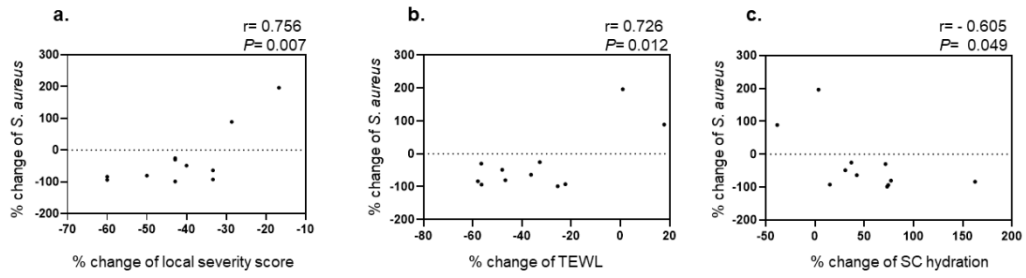 a.
r= 0.756
P= 0.007
% change of S. aureus
300
200
100
0
-100
-200
-70 -60 -50 -40 -30 -20 -10
% change of local severity score
b.
r= 0.726
P= 0.012
% change of S. aureus
300
200
100
0
-100
-200
-80 -60 -40 -20 0 20
% change of TEWL
c.
r= - 0.605
P= 0.049
% change of S. aureus
300
200
100
0
-100
-200
-50 0 50 100 150 200
% change of SC hydration